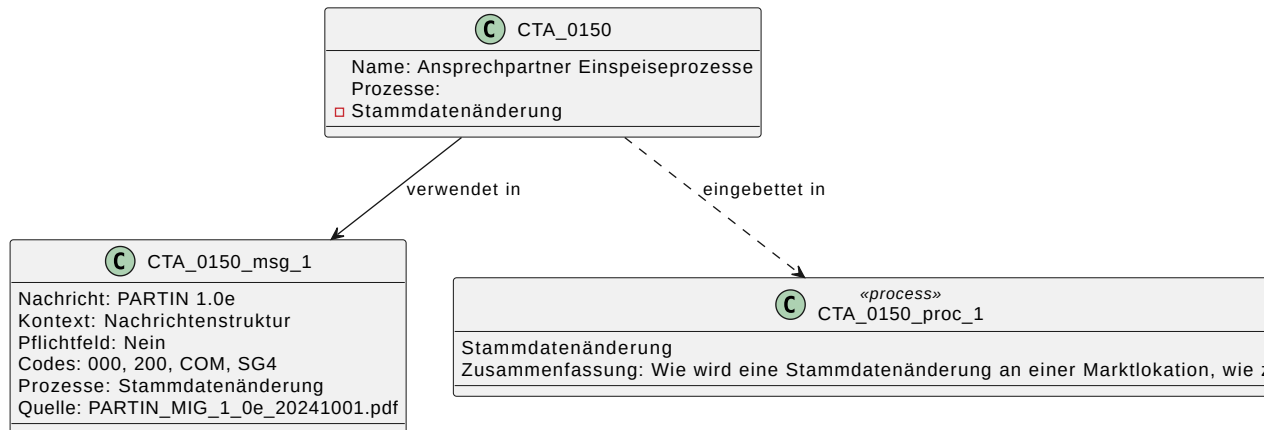 C CTA_0150
Name: Ansprechpartner Einspeiseprozesse
Prozesse:
Stammdatenänderung
verwendet in
eingebettet in
C CTA_0150_msg_1
Nachricht: PARTIN 1.0e
Kontext: Nachrichtenstruktur
Pflichtfeld: Nein
Codes: 000, 200, COM, SG4
Prozesse: Stammdatenänderung
Quelle: PARTIN_MIG_1_0e_20241001.pdf
«process»
C CTA_0150_proc_1
Stammdatenänderung
Zusammenfassung: Wie wird eine Stammdatenänderung an einer Marktlokation, wie